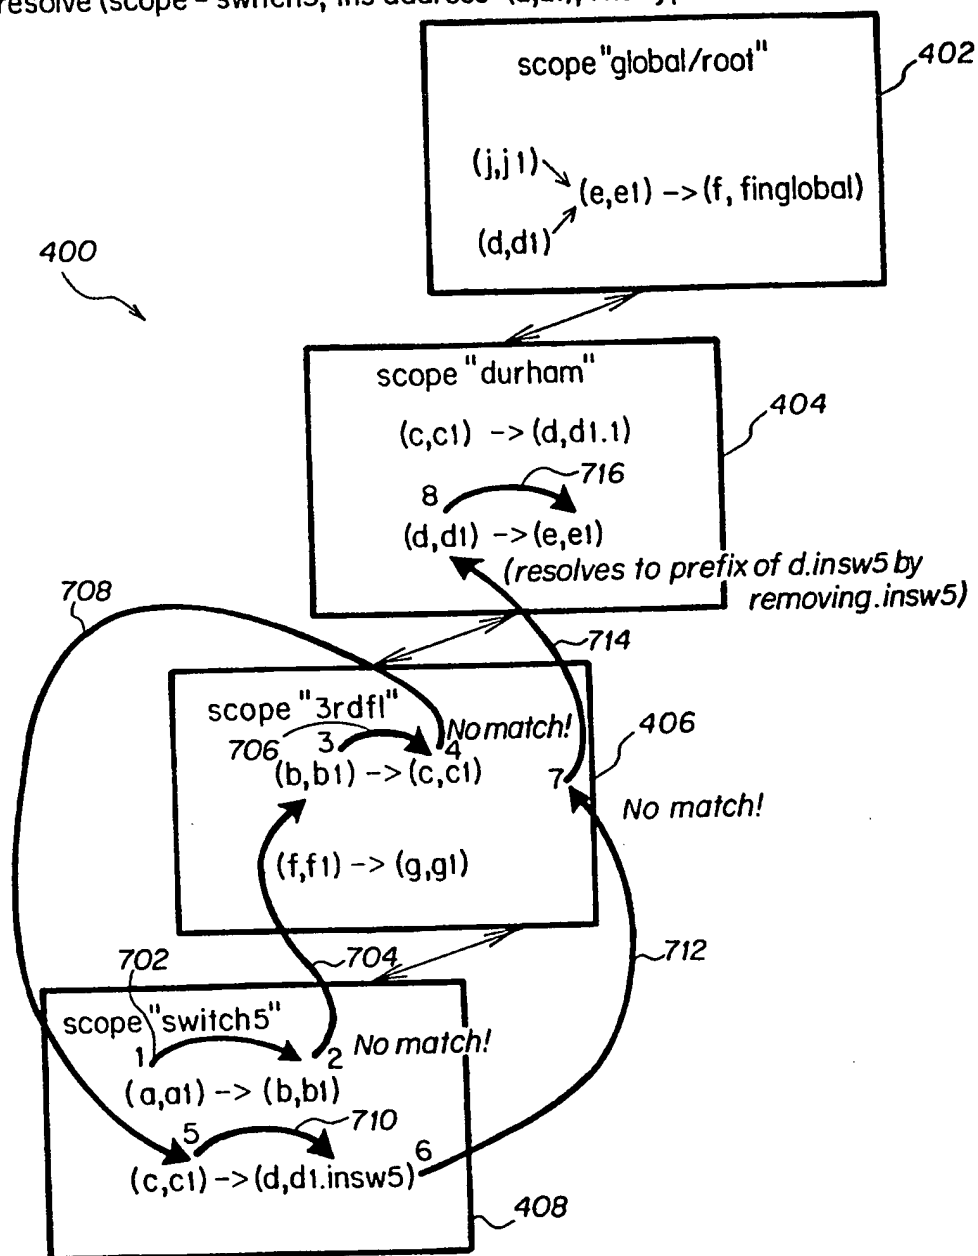 resolve (scope = switch5,
scope "global/root"
402
(j,j1)
(e,e1) -> (f, finglobal)
(d,d1)
400
scope "durham"
(c,c1) -> (d,d1.1)
404
716
8
(d,d1) -> (e,e1)
(resolves to prefix of d.insw5 by
removing.insw5)
708
714
scope "3rdfl"
No match!
406
706
3
4
(b,b1) -> (c,c1)
7
No match!
(f,f1) -> (g,g1)
702
704
712
scope "switch5"
1
2
No match!
(a,a1) -> (b,b1)
710
5
6
(c,c1) -> (d,d1.insw5)
408